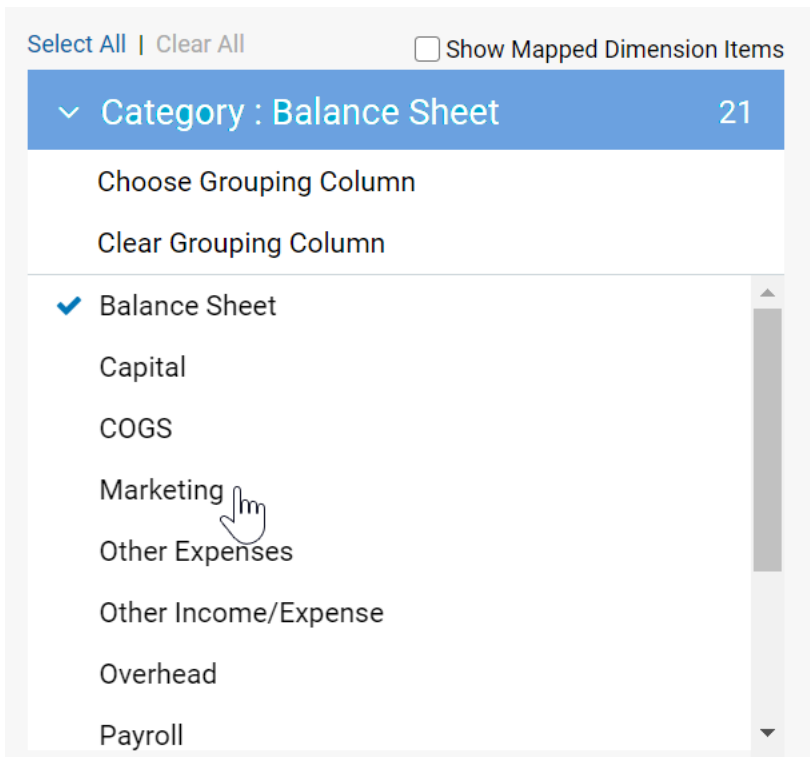 Select All | Clear All Show Mapped Dimension Items
Category : Balance Sheet 21
Choose Grouping Column
Clear Grouping Column
Balance Sheet
Capital
COGS
Marketing
Other Expenses
Other Income/Expense
Overhead
Payroll